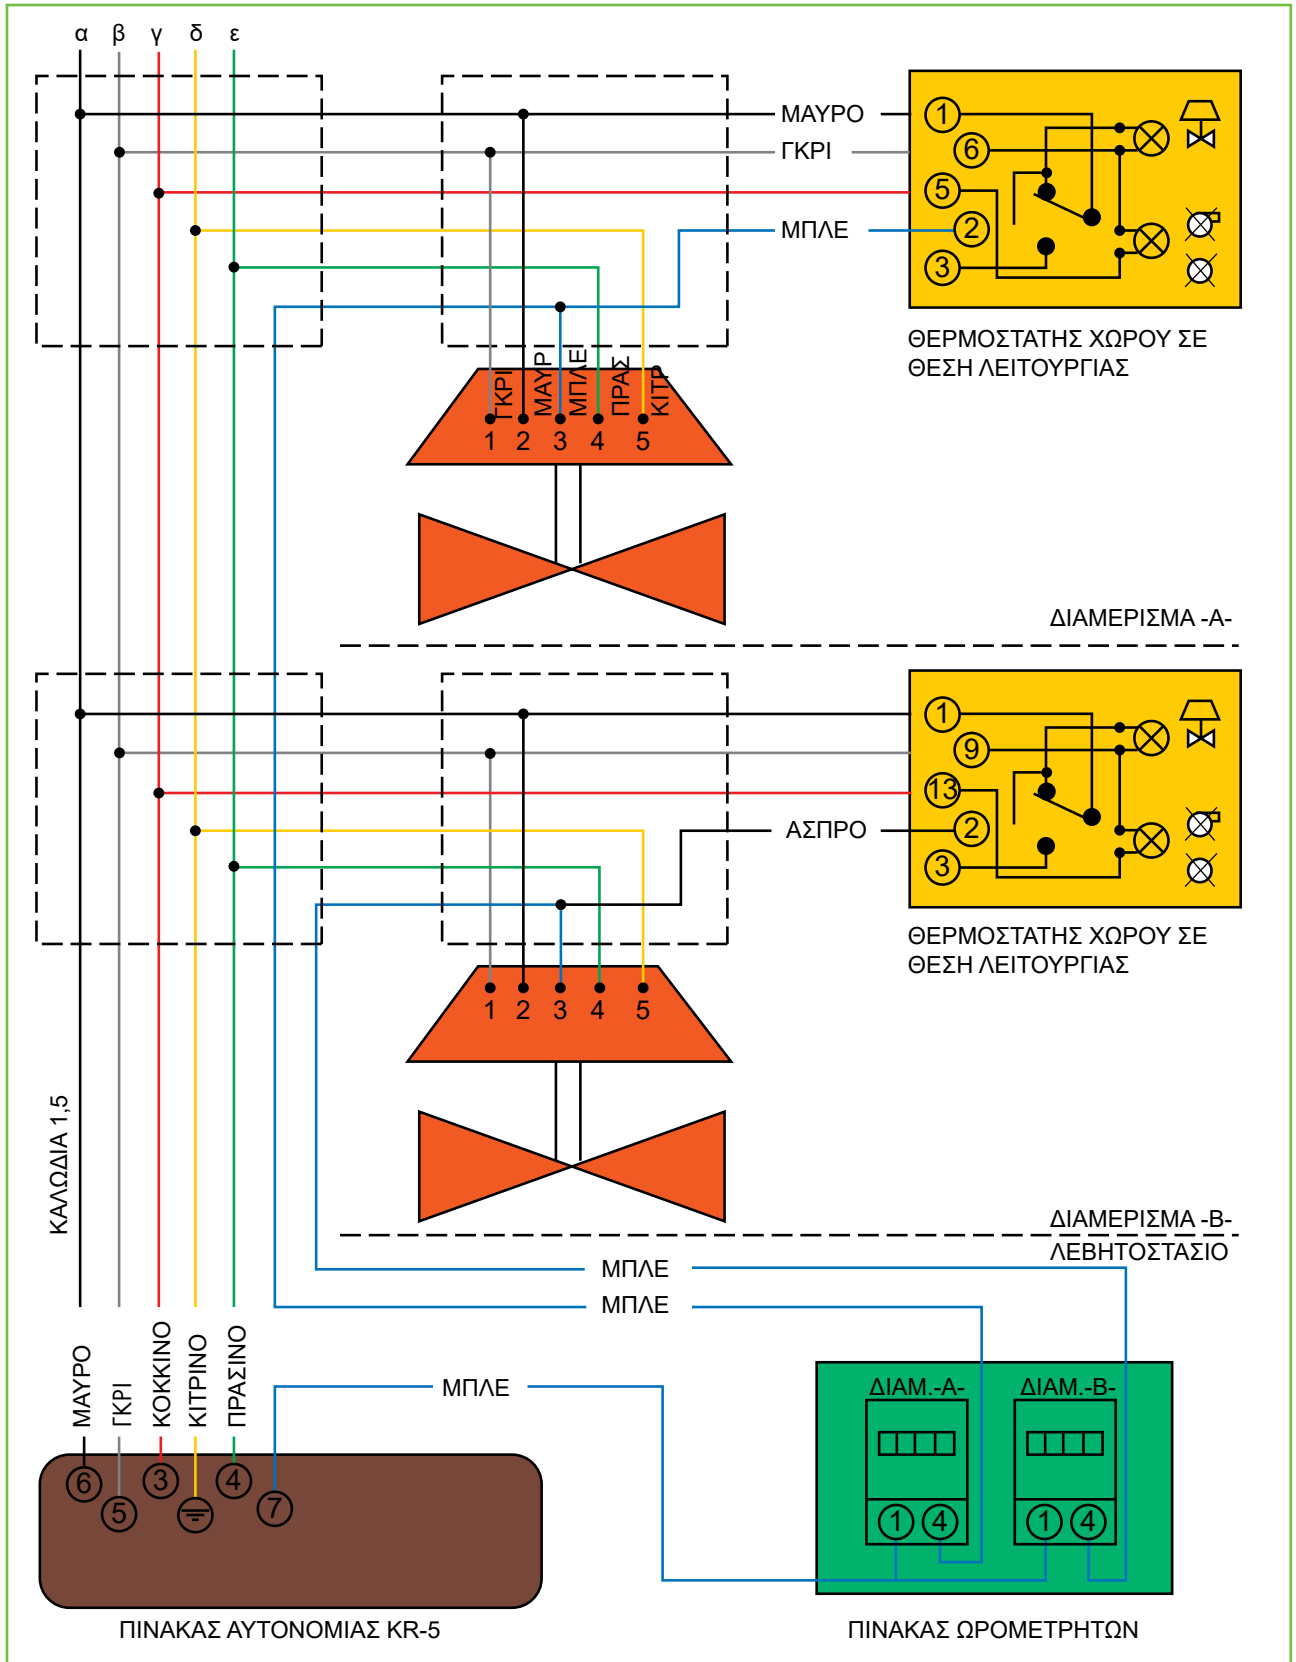 α β γ δ ε
ΜΑΥΡΟ
ΓΚΡΙ
ΜΠΛΕ
1
6
5
2
3
ΘΕΡΜΟΣΤΑΤΗΣ ΧΩΡΟΥ ΣΕ
ΘΕΣΗ ΛΕΙΤΟΥΡΓΙΑΣ
ΓΚΡΙ
ΜΑΥΡ
ΜΠΛΕ
ΠΡΑΣ
ΚΙΤΡ
1 2 3 4 5
ΔΙΑΜΕΡΙΣΜΑ -Α-
1
9
13
2
3
ΑΣΠΡΟ
ΘΕΡΜΟΣΤΑΤΗΣ ΧΩΡΟΥ ΣΕ
ΘΕΣΗ ΛΕΙΤΟΥΡΓΙΑΣ
1 2 3 4 5
ΚΑΛΩΔΙΑ 1,5
ΔΙΑΜΕΡΙΣΜΑ -Β-
ΛΕΒΗΤΟΣΤΑΣΙΟ
ΜΠΛΕ
ΜΠΛΕ
ΜΑΥΡΟ
ΓΚΡΙ
ΚΟΚΚΙΝΟ
ΚΙΤΡΙΝΟ
ΠΡΑΣΙΝΟ
ΜΠΛΕ
ΔΙΑΜ.-Α- ΔΙΑΜ.-Β-
6 5 3 4 7
1 4 1 4
ΠΙΝΑΚΑΣ ΑΥΤΟΝΟΜΙΑΣ KR-5
ΠΙΝΑΚΑΣ ΩΡΟΜΕΤΡΗΤΩΝ